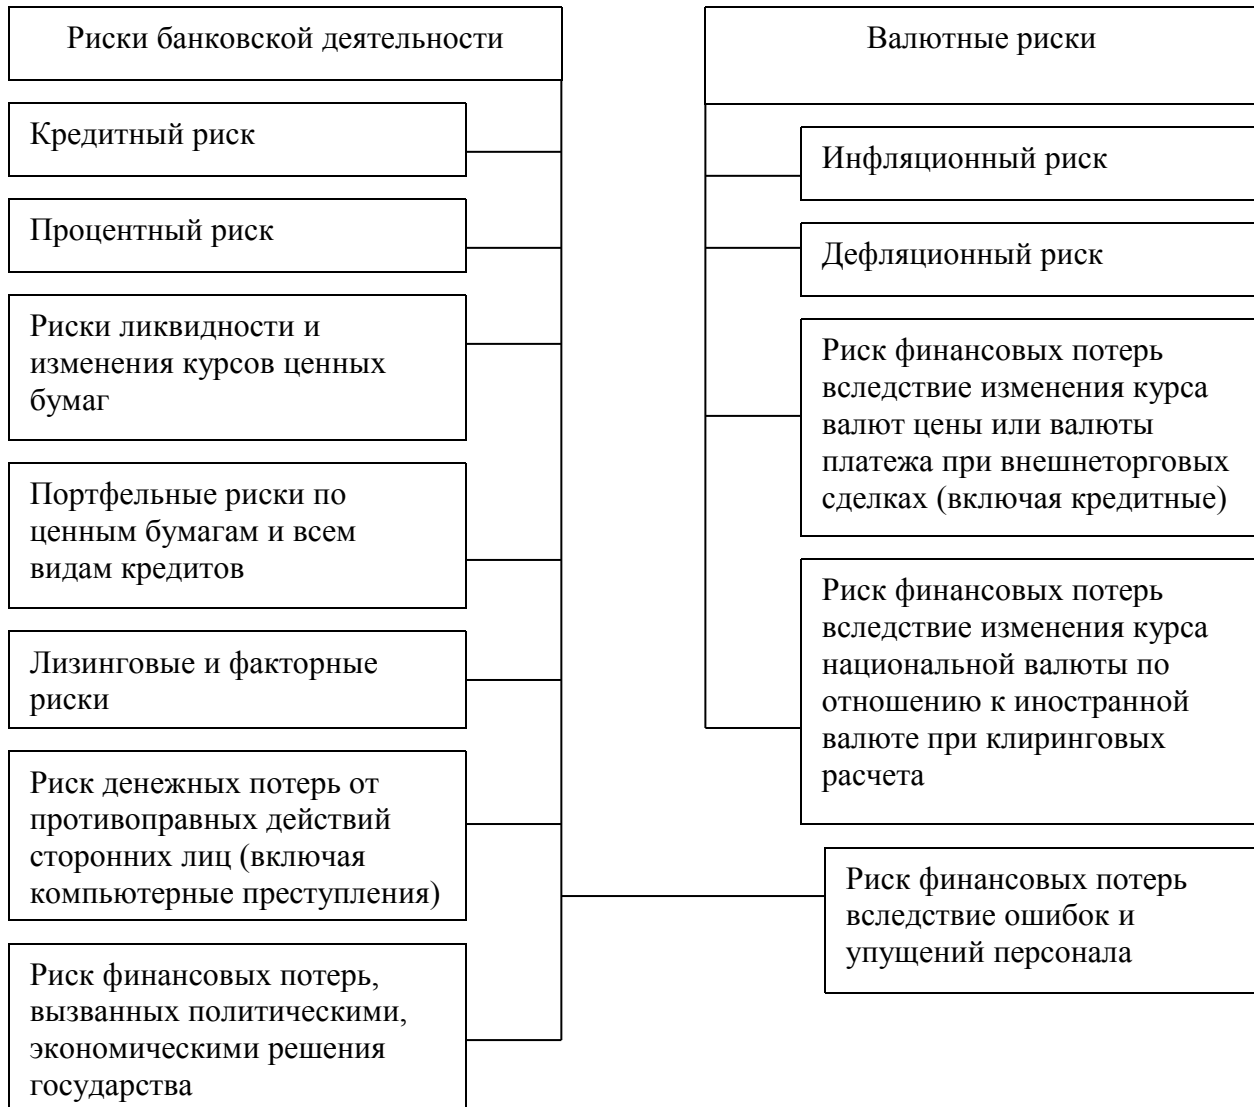 Риски банковской деятельности
Кредитный риск
Процентный риск
Риски ликвидности и
изменения курсов ценных
бумаг
Портфельные риски по
ценным бумагам и всем
видам кредитов
Лизинговые и факторные
риски
Риск денежных потерь от
противоправных действий
сторонних лиц (включая
компьютерные преступления)
Риск финансовых потерь,
вызванных политическими,
экономическими решения
государства
Валютные риски
Инфляционный риск
Дефляционный риск
Риск финансовых потерь
вследствие изменения курса
валют цены или валюты
платежа при внешнеторговых
сделках (включая кредитные)
Риск финансовых потерь
вследствие изменения курса
национальной валюты по
отношению к иностранной
валюте при клиринговых
расчета
Риск финансовых потерь
вследствие ошибок и
упущений персонала